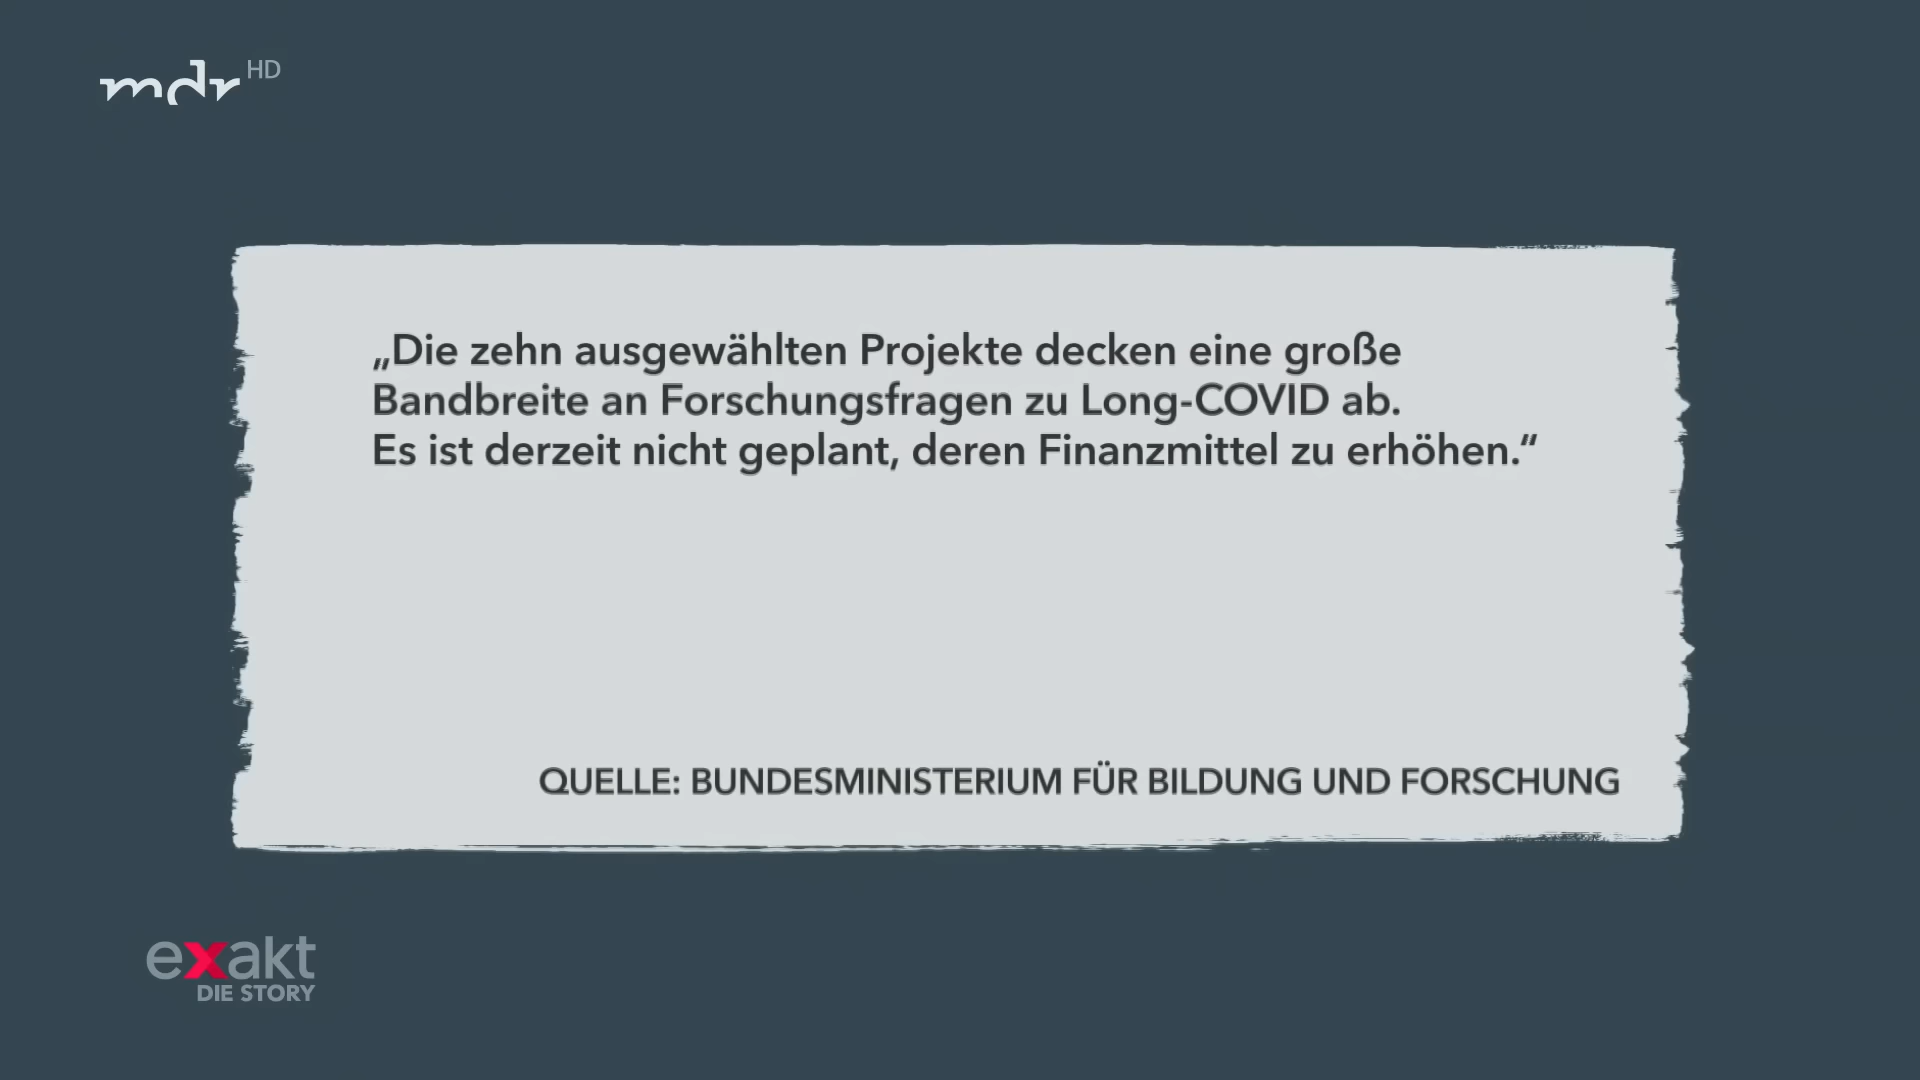 mdr HD
„Die zehn ausgewählten Projekte decken eine große
Bandbreite an Forschungsfragen zu Long-COVID ab.
Es ist derzeit nicht geplant, deren Finanzmittel zu erhöhen.“
QUELLE: BUNDESMINISTERIUM FÜR BILDUNG UND FORSCHUNG
exakt
DIE STORY